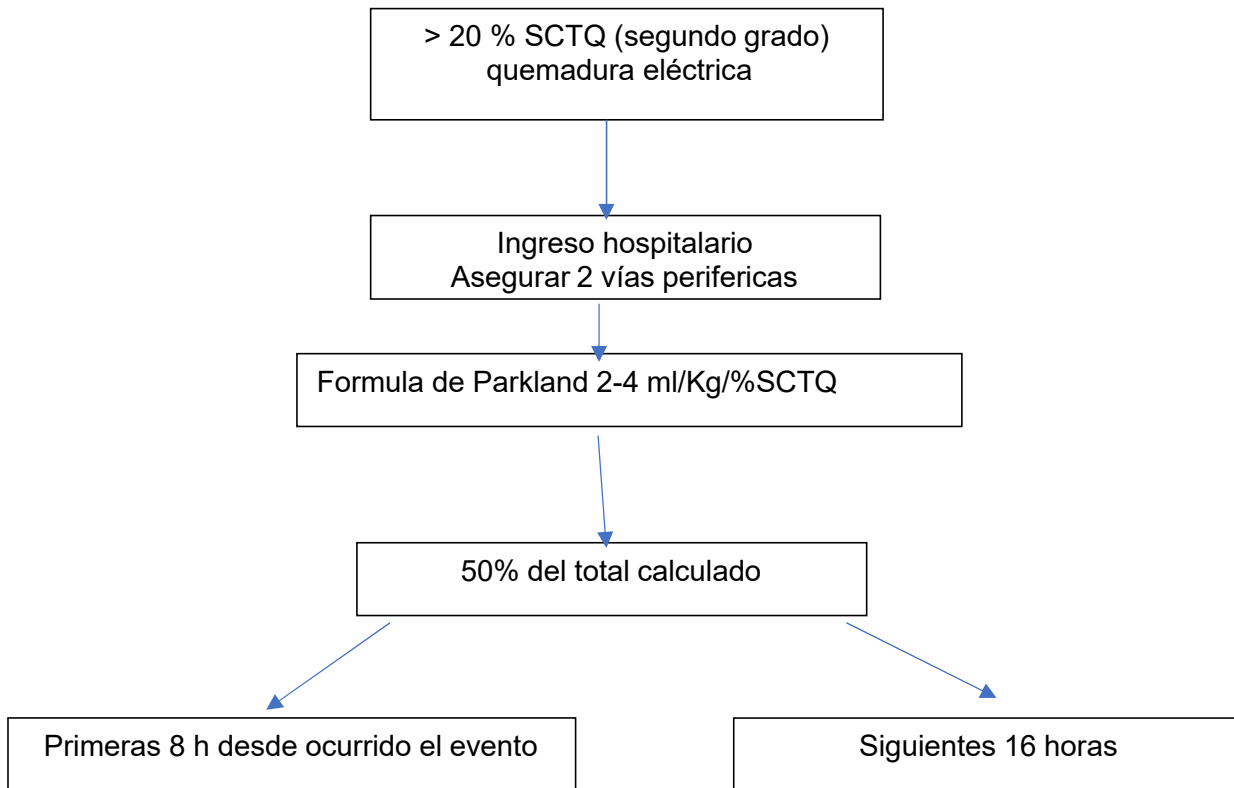 > 20 % SCTQ (segundo grado)
quemadura eléctrica
Ingreso hospitalario
Asegurar 2 vías perifericas
Formula de Parkland 2-4 ml/Kg/%SCTQ
50% del total calculado
Primeras 8 h desde ocurrido el evento
Siguientes 16 horas